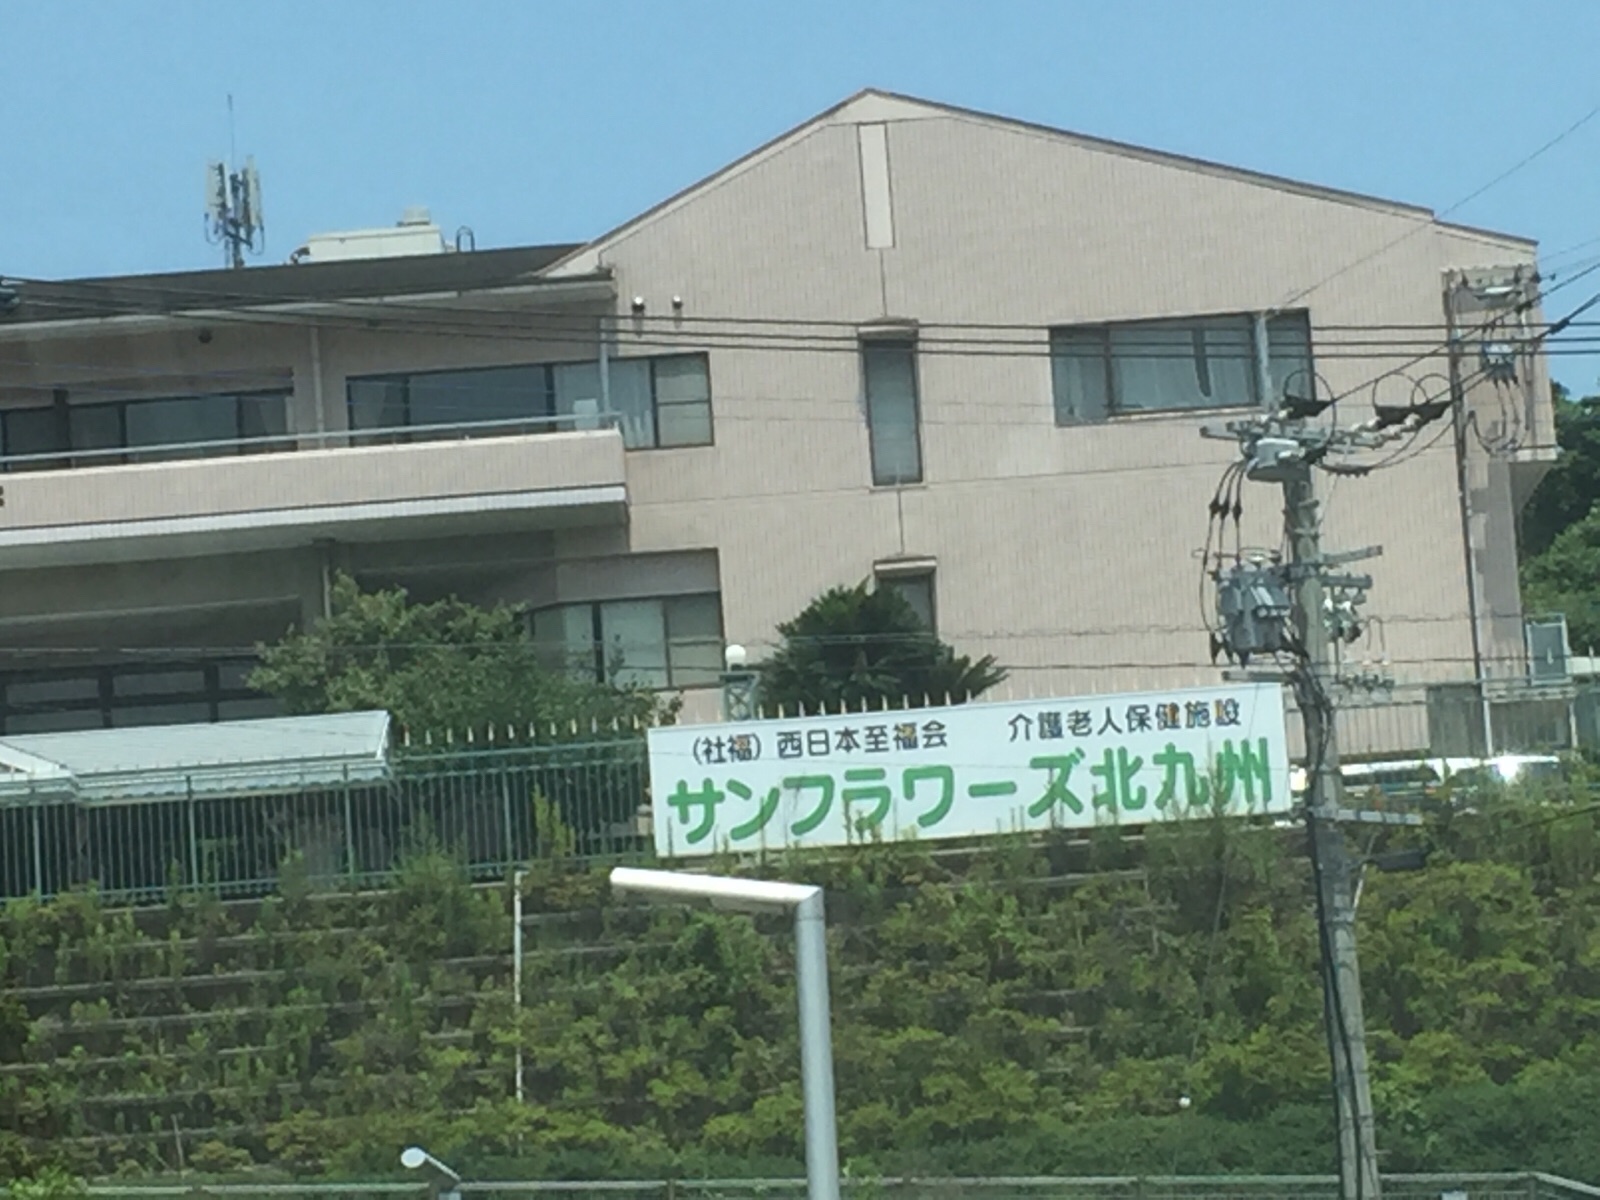 （社福）西日本至福会　介護老人保健施設
サンフラワーズ北九州